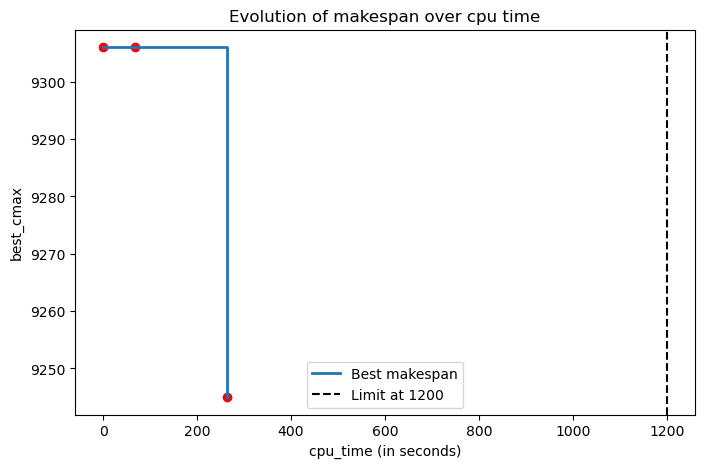 Evolution of makespan over cpu time
best_cmax
9300
9290
9280
9270
9260
9250
Best makespan
Limit at 1200
0
200
400
600
800
1000
1200
cpu_time (in seconds)